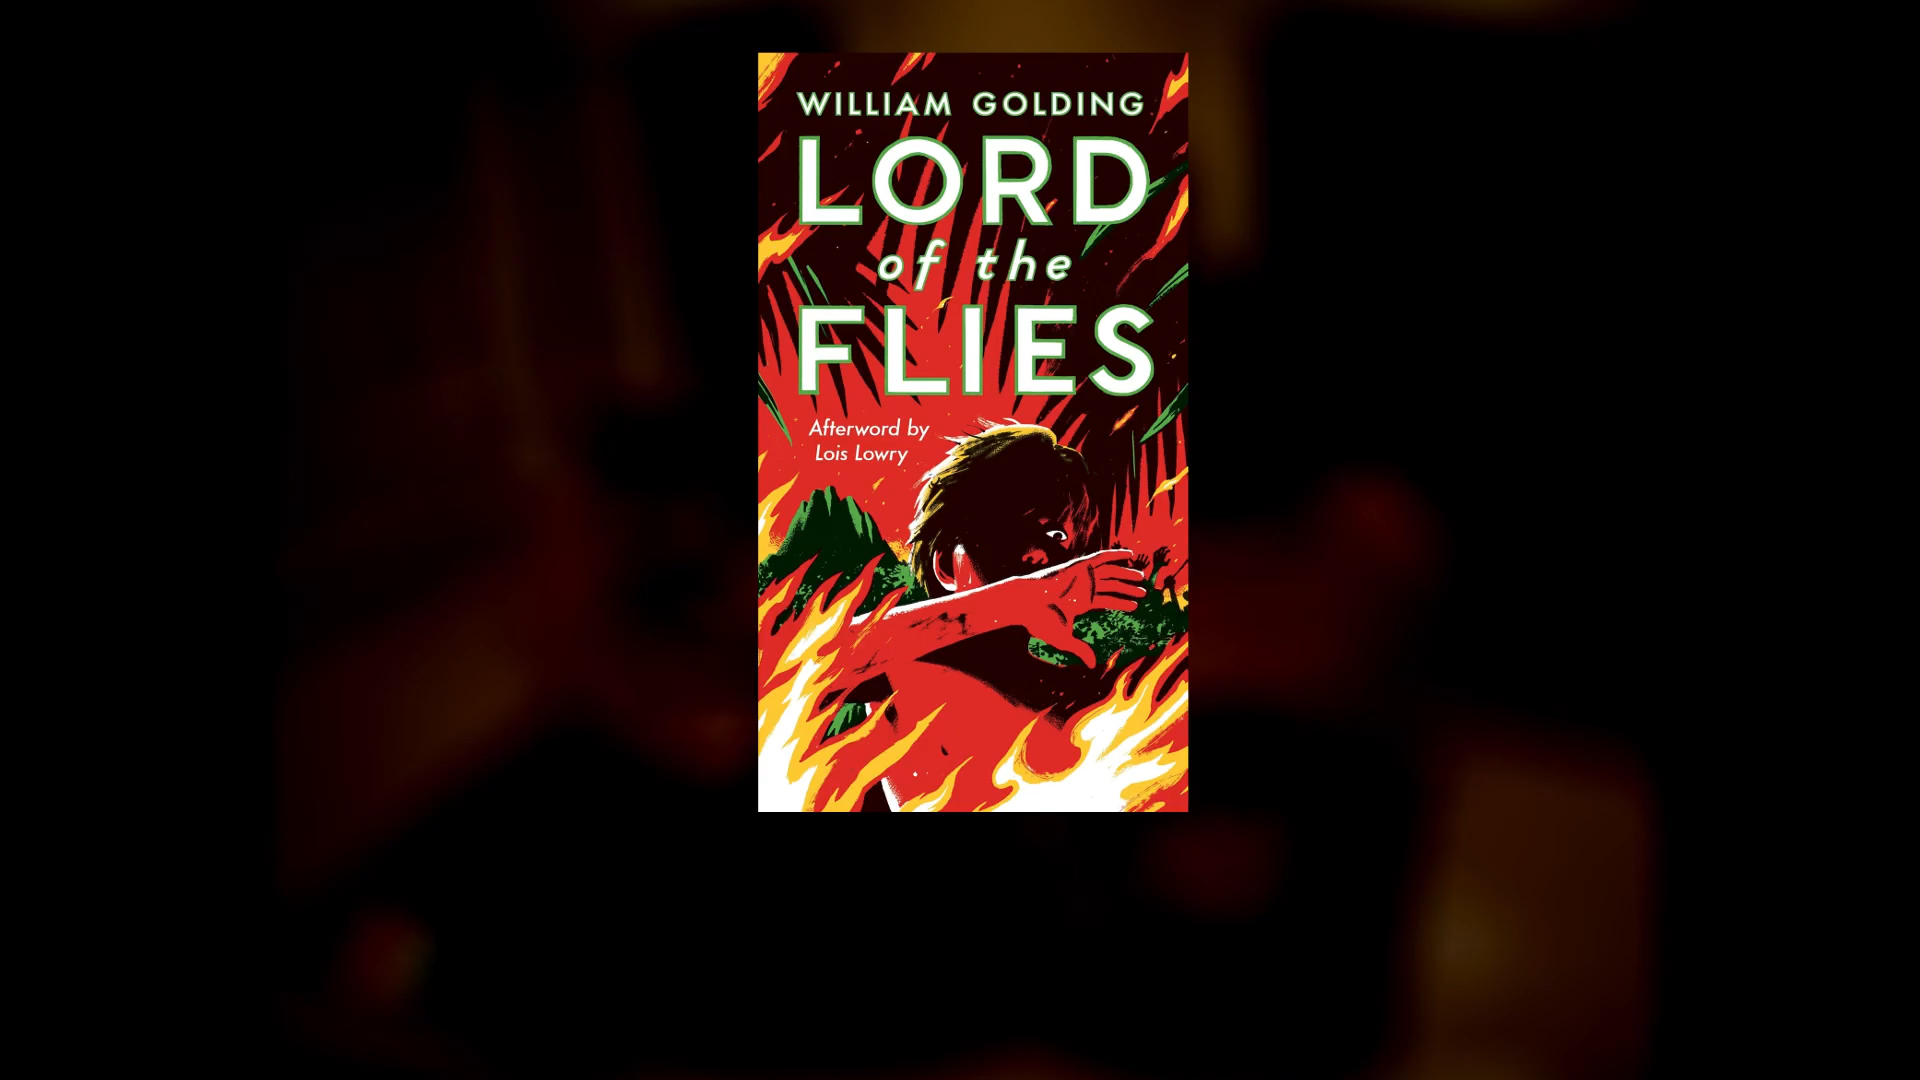 WILLIAM GOLDING
LORD
of the
FLIES
Afterword by
Lois Lowry